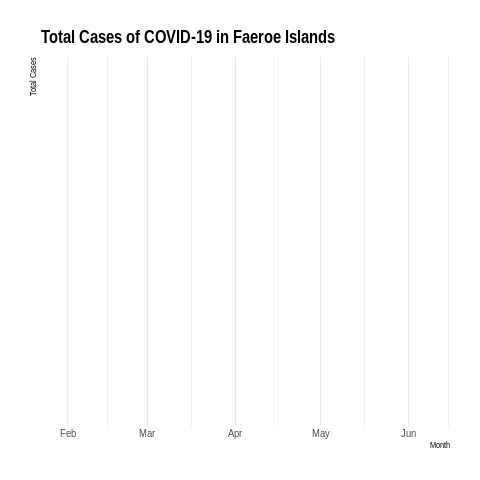 Total Cases of COVID-19 in Faeroe Islands
Total Cases
Feb Mar Apr May Jun
Month